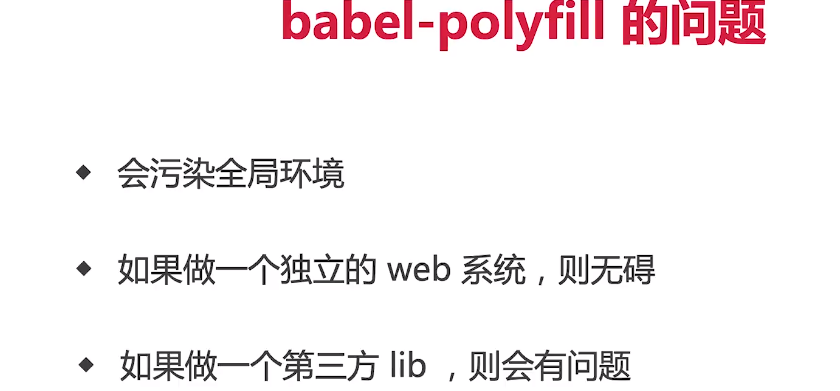 babel-polyfill 的问题
◆ 会污染全局环境
◆ 如果做一个独立的 web 系统，则无碍
◆ 如果做一个第三方 lib ，则会有问题